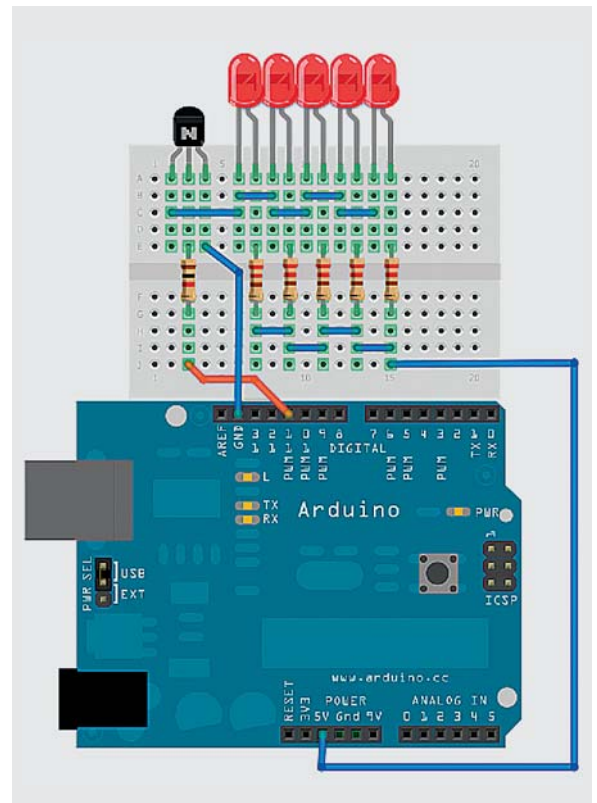 N
1 5 20
A
B
C
D
E
F
G
H
I
J
1 10 15 20
AREF
GND
13
12
PWM 11
PWM 10
PWM 9
8
DIGITAL
7
PWM 6
PWM 5
4
PWM 3
2
TX 1
RX 0
L
TX
RX
Arduino
PWR
1
ICSP
PWR SEL
USB
EXT
www.arduino.cc
POWER
ANALOG IN
RESET
3V3
5V Gnd 9V
0 1 2 3 4 5